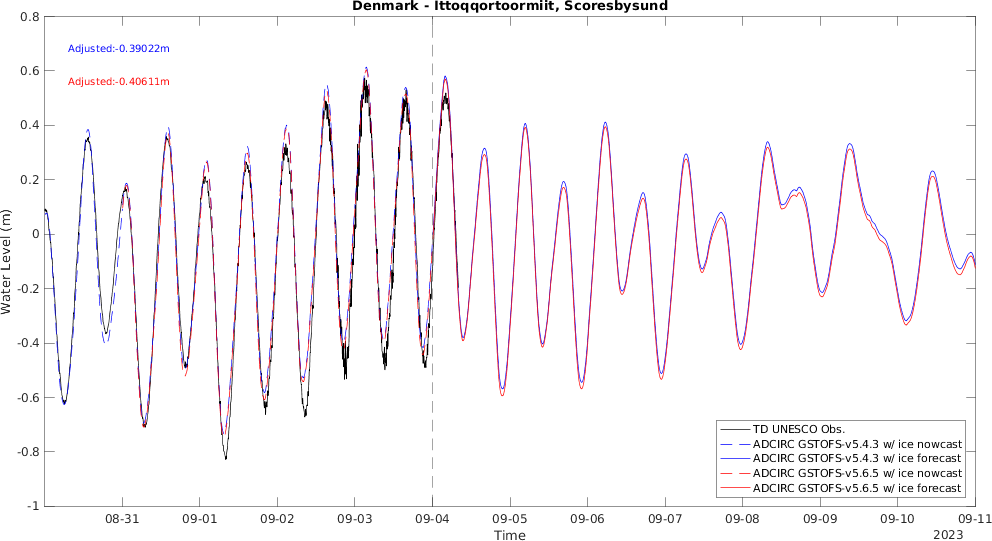 Denmark - Ittoqqortoormiit, Scoresbysund
Adjusted:-0.39022m
Adjusted:-0.40611m
Water Level (m)
0.8
0.6
0.4
0.2
0
-0.2
-0.4
-0.6
-0.8
-1
TD UNESCO Obs.
ADCIRC GSTOFS-v5.4.3 w/ ice nowcast
ADCIRC GSTOFS-v5.4.3 w/ ice forecast
ADCIRC GSTOFS-v5.6.5 w/ ice nowcast
ADCIRC GSTOFS-v5.6.5 w/ ice forecast
08-31 09-01 09-02 09-03 09-04 09-05 09-06 09-07 09-08 09-09 09-10 09-11
Time
2023